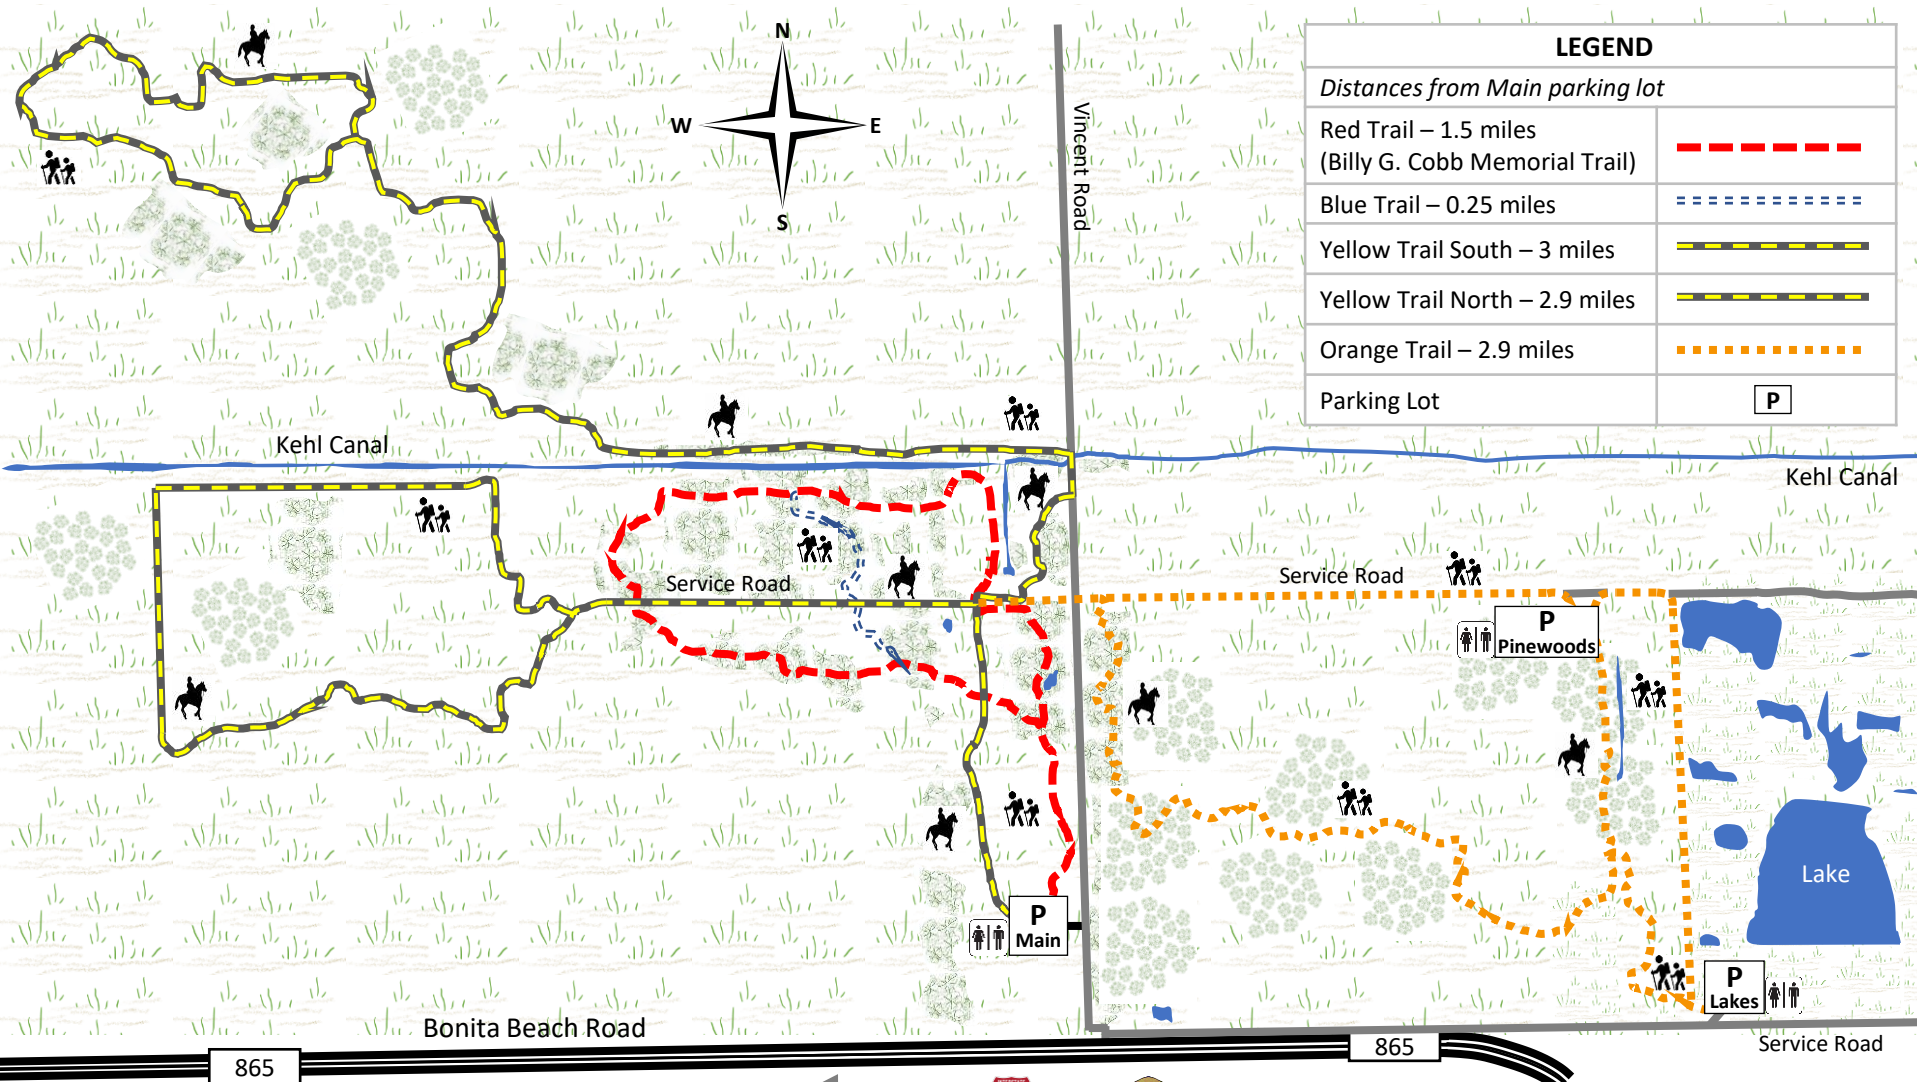 N
W
E
S
Vincent Road
LEGEND
Distances from Main parking lot
Red Trail – 1.5 miles
(Billy G. Cobb Memorial Trail)
Blue Trail – 0.25 miles
Yellow Trail South – 3 miles
Yellow Trail North – 2.9 miles
Orange Trail – 2.9 miles
Parking Lot
P
Kehl Canal
Kehl Canal
Service Road
Service Road
P
Pinewoods
Lake
P
Main
P
Lakes
Bonita Beach Road
865
865
Service Road